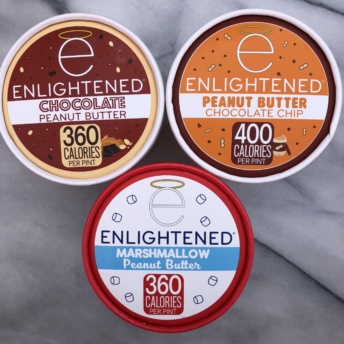 e
ENLIGHTENED
CHOCOLATE
PEANUT BUTTER
360
CALORIES
PER PINT
e
ENLIGHTENED
PEANUT BUTTER
CHOCOLATE CHIP
400
CALORIES
PER PINT
e
ENLIGHTENED®
MARSHMALLOW
Peanut Butter
360
CALORIES
PER PINT